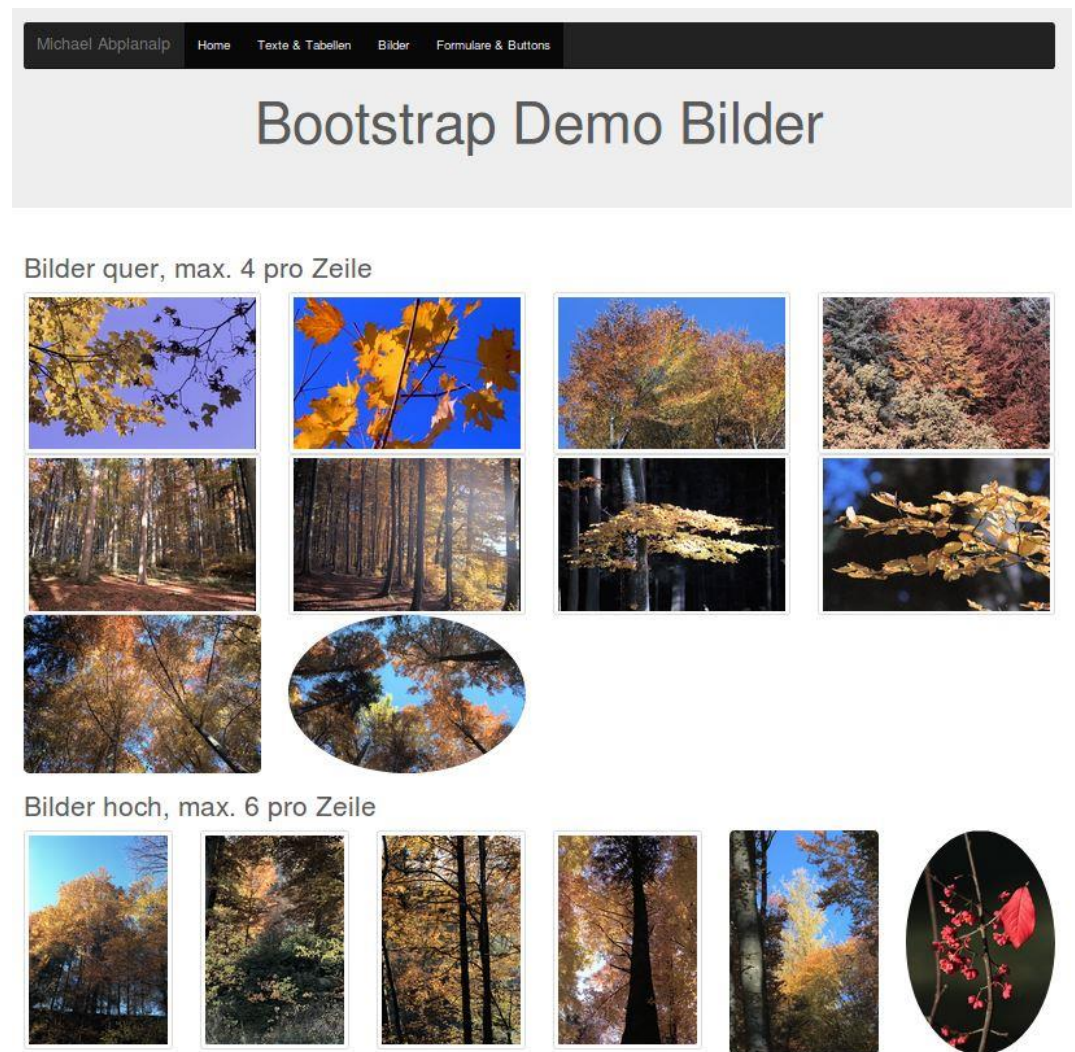 Michael Abplanalp Home Texte & Tabellen Bilder Formulare & Buttons
Bootstrap Demo Bilder
Bilder quer, max. 4 pro Zeile
Bilder hoch, max. 6 pro Zeile